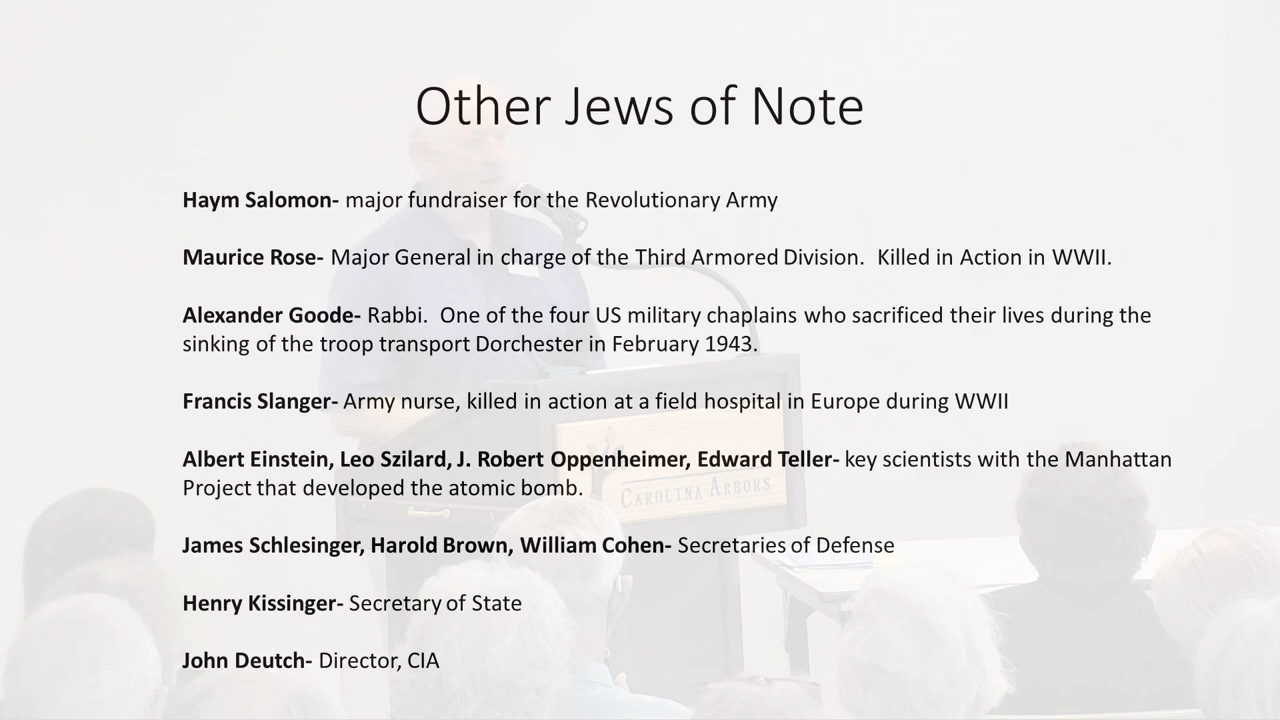 Other Jews of Note
Haym Salomon- major fundraiser for the Revolutionary Army
Maurice Rose- Major General in charge of the Third Armored Division.  Killed in Action in WWII.
Alexander Goode- Rabbi.  One of the four US military chaplains who sacrificed their lives during the
sinking of the troop transport Dorchester in February 1943.
Francis Slanger- Army nurse, killed in action at a field hospital in Europe during WWII
Albert Einstein, Leo Szilard, J. Robert Oppenheimer, Edward Teller- key scientists with the Manhattan
Project that developed the atomic bomb.
CAROLINA ARBORS
James Schlesinger, Harold Brown, William Cohen- Secretaries of Defense
Henry Kissinger- Secretary of State
John Deutch- Director, CIA